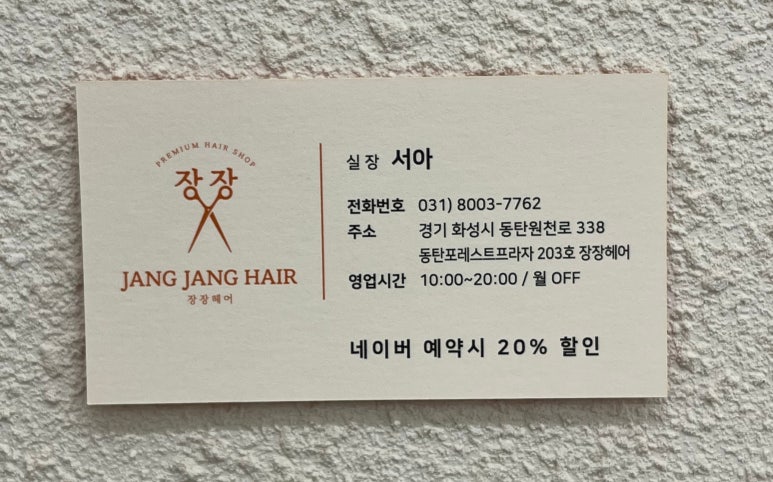 PREMIUM HAIR SHOP
장장
JANG JANG HAIR
장장헤어
실장 서아
전화번호 031) 8003-7762
주소 경기 화성시 동탄원천로 338
동탄포레스트프라자 203호 장장헤어
영업시간 10:00~20:00 / 월 OFF
네이버 예약시 20% 할인